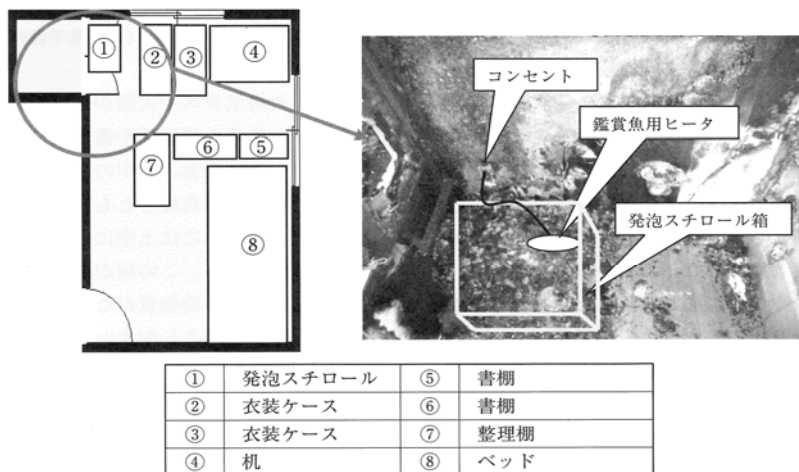 ①
②
③
④
⑤
⑥
⑦
⑧
コンセント
鑑賞魚用ヒータ
発泡スチロール箱
① 発泡スチロール ⑤ 書棚
② 衣装ケース ⑥ 書棚
③ 衣装ケース ⑦ 整理棚
④ 机 ⑧ ベッド